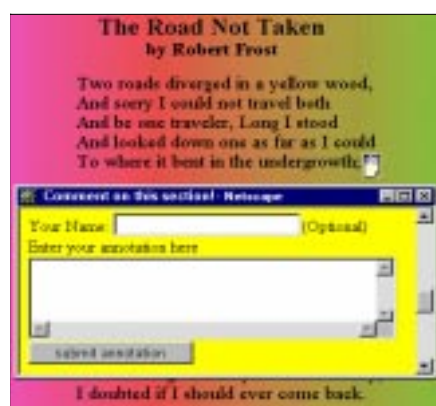 The Road Not Taken
by Robert Frost
Two roads diverged in a yellow wood,
And sorry I could not travel both
And be one traveler, Long I stood
And looked down one as far as I could
To where it bent in the undergrowth;
Comment on this section! - Netscape
Your Name: (Optional)
Enter your annotation here
submit annotation
I doubted if I should ever come back.